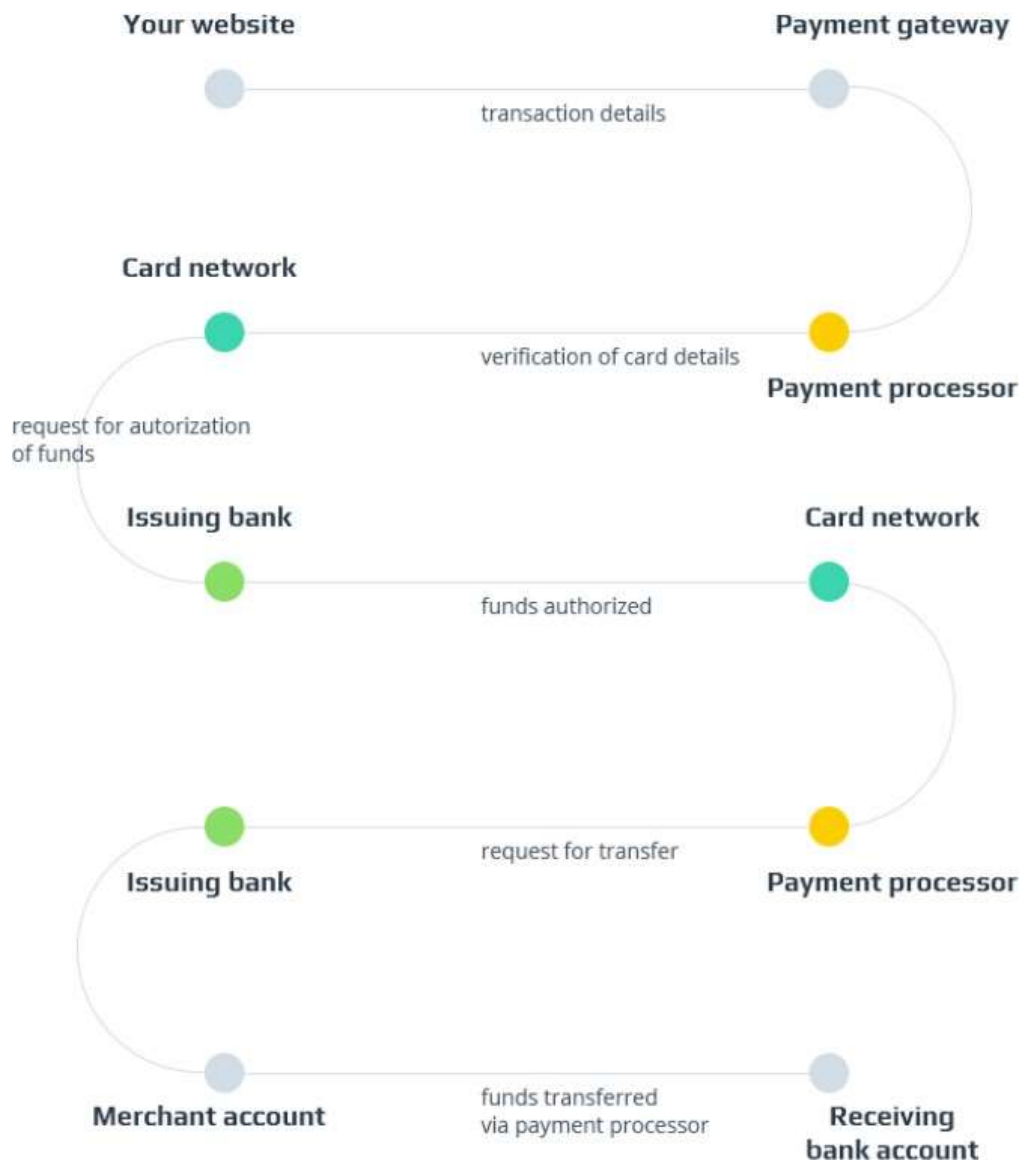 Your website
Payment gateway
transaction details
Card network
verification of card details
Payment processor
request for autorization
of funds
Issuing bank
Card network
funds authorized
request for transfer
Issuing bank
Payment processor
Merchant account
funds transferred
via payment processor
Receiving
bank account